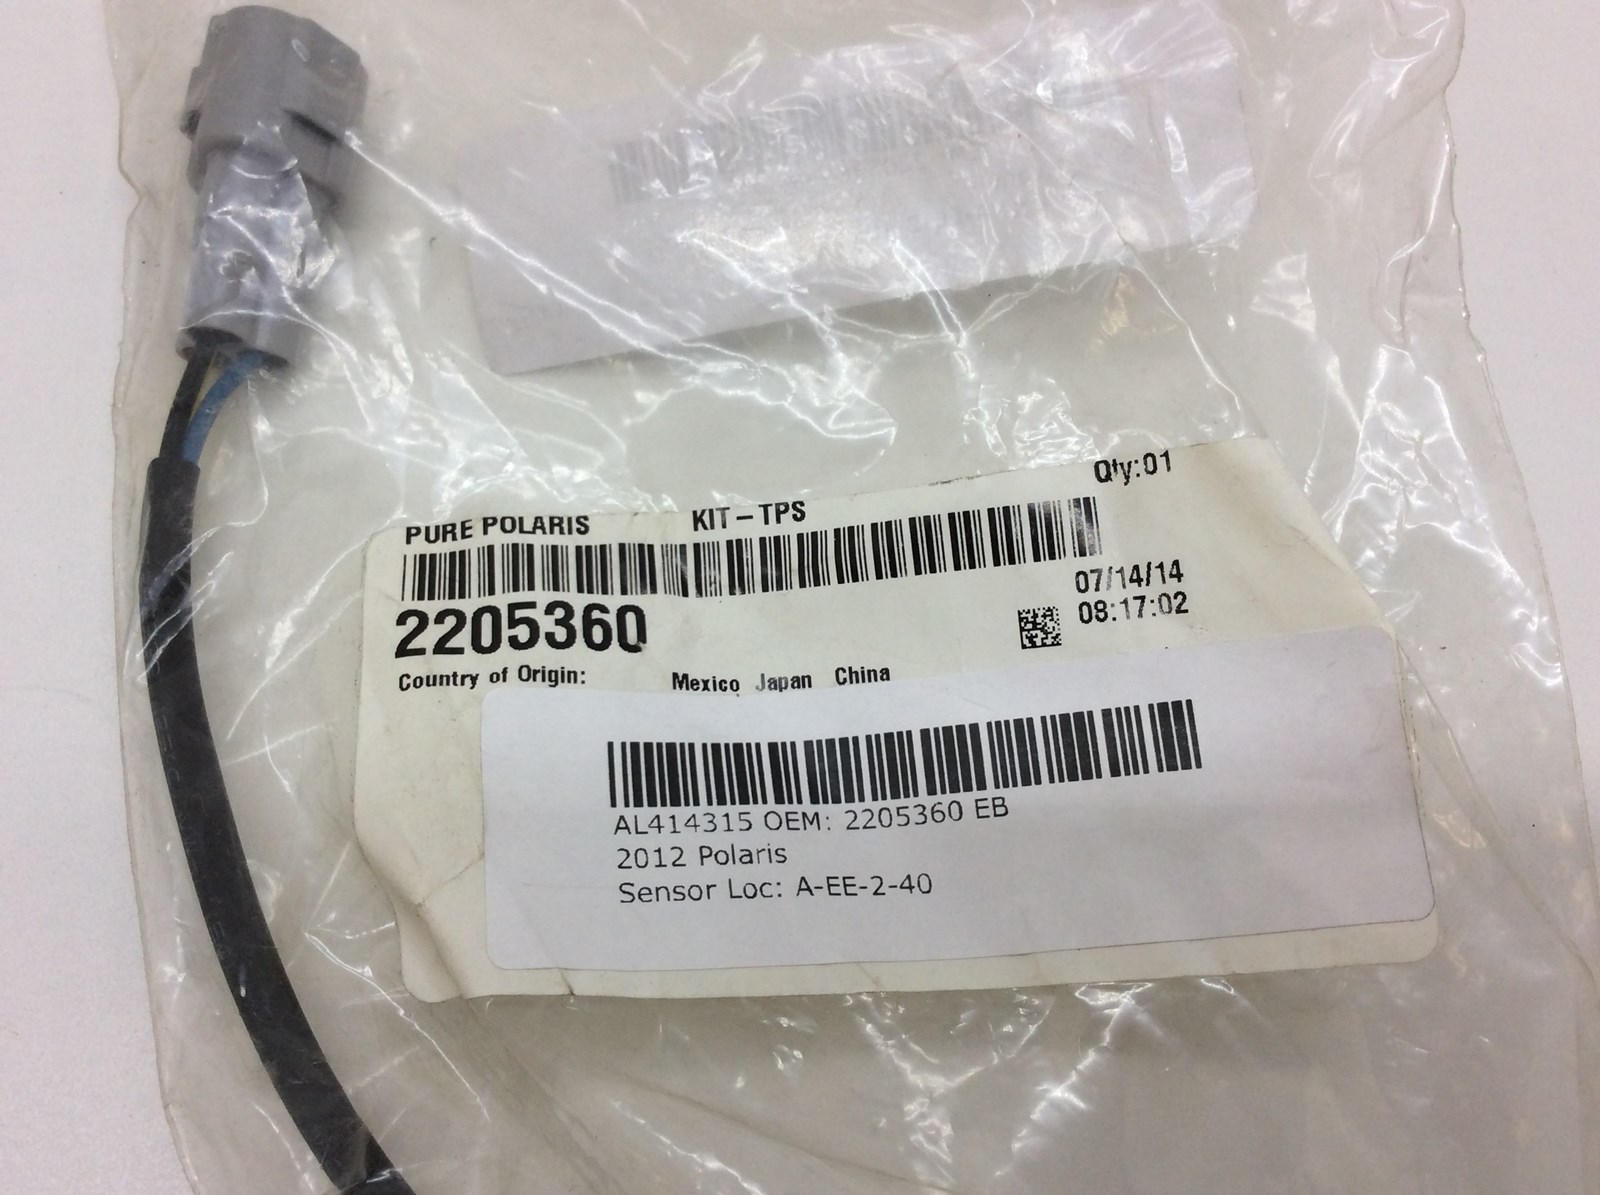 Qty:01
PURE POLARIS KIT-TPS
07/14/14
2205360 08:17:02
Country of Origin: Mexico Japan China
AL414315 OEM: 2205360 EB
2012 Polaris
Sensor Loc: A-EE-2-40